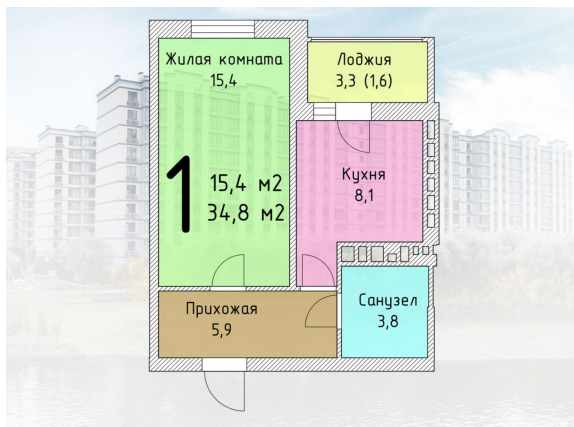 Жилая комната
15,4
Лоджия
3,3 (1,6)
1
15,4 м2
34,8 м2
Кухня
8,1
Прихожая
5,9
Санузел
3,8